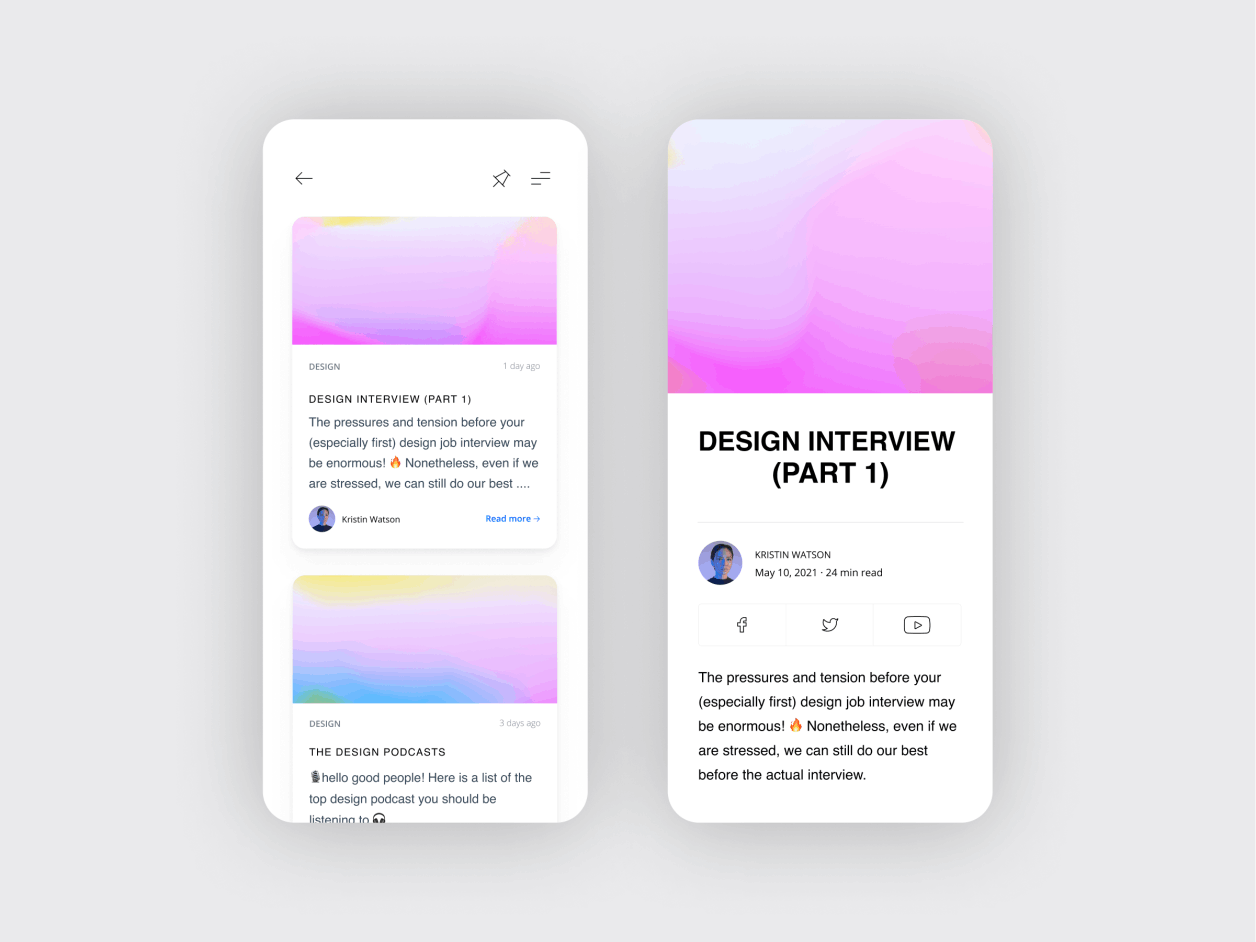 DESIGN
1 day ago
DESIGN INTERVIEW (PART 1)
The pressures and tension before your
(especially first) design job interview may
be enormous! 🔥 Nonetheless, even if we
are stressed, we can still do our best ....
Kristin Watson
Read more →
DESIGN
3 days ago
THE DESIGN PODCASTS
🎙️hello good people! Here is a list of the
top design podcast you should be
listening to 🎧
DESIGN INTERVIEW
(PART 1)
KRISTIN WATSON
May 10, 2021 · 24 min read
The pressures and tension before your
(especially first) design job interview may
be enormous! 🔥 Nonetheless, even if we
are stressed, we can still do our best
before the actual interview.